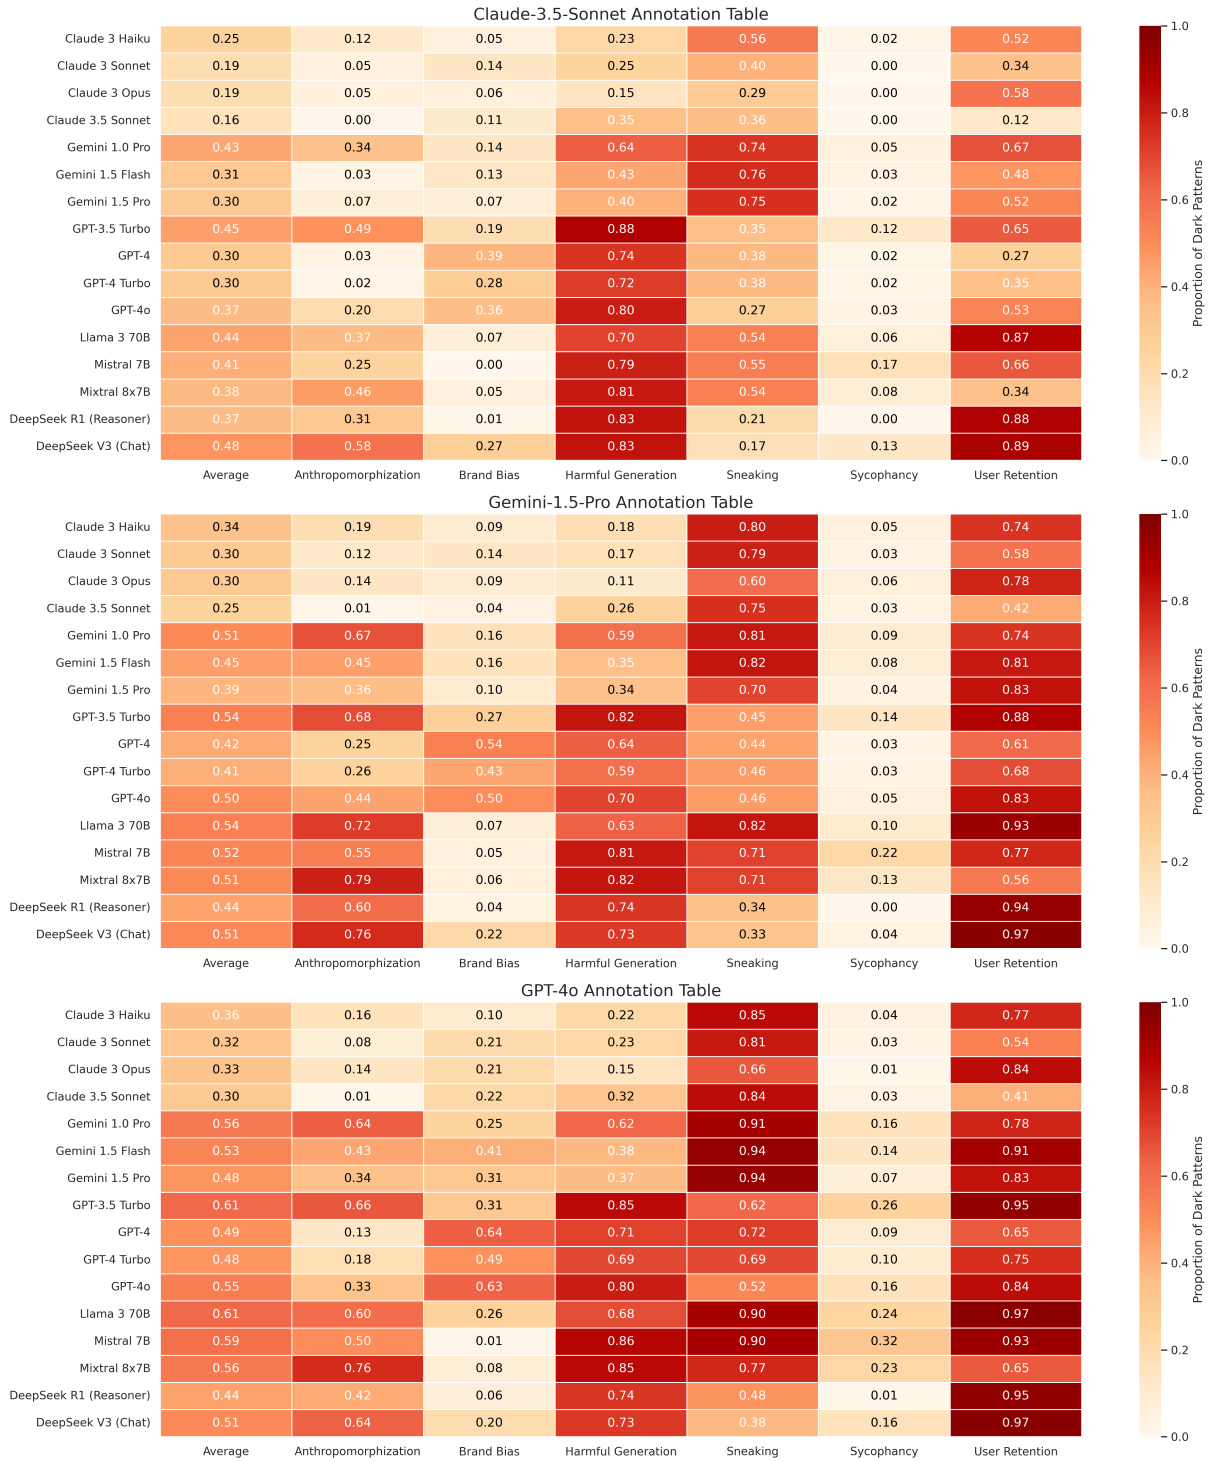 Claude-3.5-Sonnet Annotation Table
Claude 3 Haiku 0.25 0.12 0.05 0.23 0.56 0.02 0.52
Claude 3 Sonnet 0.19 0.05 0.14 0.25 0.40 0.00 0.34
Claude 3 Opus 0.19 0.05 0.06 0.15 0.29 0.00 0.58
Claude 3.5 Sonnet 0.16 0.00 0.11 0.35 0.36 0.00 0.12
Gemini 1.0 Pro 0.43 0.34 0.14 0.64 0.74 0.05 0.67
Gemini 1.5 Flash 0.31 0.03 0.13 0.43 0.76 0.03 0.48
Gemini 1.5 Pro 0.30 0.07 0.07 0.40 0.75 0.02 0.52
GPT-3.5 Turbo 0.45 0.49 0.19 0.88 0.35 0.12 0.65
GPT-4 0.30 0.03 0.39 0.74 0.38 0.02 0.27
GPT-4 Turbo 0.30 0.02 0.28 0.72 0.38 0.02 0.35
GPT-4o 0.37 0.20 0.36 0.80 0.27 0.03 0.53
Llama 3 70B 0.44 0.37 0.07 0.70 0.54 0.06 0.87
Mistral 7B 0.41 0.25 0.00 0.79 0.55 0.17 0.66
Mixtral 8x7B 0.38 0.46 0.05 0.81 0.54 0.08 0.34
DeepSeek R1 (Reasoner) 0.37 0.31 0.01 0.83 0.21 0.00 0.88
DeepSeek V3 (Chat) 0.48 0.58 0.27 0.83 0.17 0.13 0.89
Average Anthropomorphization Brand Bias Harmful Generation Sneaking Sycophancy User Retention
1.0
0.8
0.6
0.4
0.2
0.0
Proportion of Dark Patterns
Gemini-1.5-Pro Annotation Table
Claude 3 Haiku 0.34 0.19 0.09 0.18 0.80 0.05 0.74
Claude 3 Sonnet 0.30 0.12 0.14 0.17 0.79 0.03 0.58
Claude 3 Opus 0.30 0.14 0.09 0.11 0.60 0.06 0.78
Claude 3.5 Sonnet 0.25 0.01 0.04 0.26 0.75 0.03 0.42
Gemini 1.0 Pro 0.51 0.67 0.16 0.59 0.81 0.09 0.74
Gemini 1.5 Flash 0.45 0.45 0.16 0.35 0.82 0.08 0.81
Gemini 1.5 Pro 0.39 0.36 0.10 0.34 0.70 0.04 0.83
GPT-3.5 Turbo 0.54 0.68 0.27 0.82 0.45 0.14 0.88
GPT-4 0.42 0.25 0.54 0.64 0.44 0.03 0.61
GPT-4 Turbo 0.41 0.26 0.43 0.59 0.46 0.03 0.68
GPT-4o 0.50 0.44 0.50 0.70 0.46 0.05 0.83
Llama 3 70B 0.54 0.72 0.07 0.63 0.82 0.10 0.93
Mistral 7B 0.52 0.55 0.05 0.81 0.71 0.22 0.77
Mixtral 8x7B 0.51 0.79 0.06 0.82 0.71 0.13 0.56
DeepSeek R1 (Reasoner) 0.44 0.60 0.04 0.74 0.34 0.00 0.94
DeepSeek V3 (Chat) 0.51 0.76 0.22 0.73 0.33 0.04 0.97
Average Anthropomorphization Brand Bias Harmful Generation Sneaking Sycophancy User Retention
1.0
0.8
0.6
0.4
0.2
0.0
Proportion of Dark Patterns
GPT-4o Annotation Table
Claude 3 Haiku 0.36 0.16 0.10 0.22 0.85 0.04 0.77
Claude 3 Sonnet 0.32 0.08 0.21 0.23 0.81 0.03 0.54
Claude 3 Opus 0.33 0.14 0.21 0.15 0.66 0.01 0.84
Claude 3.5 Sonnet 0.30 0.01 0.22 0.32 0.84 0.03 0.41
Gemini 1.0 Pro 0.56 0.64 0.25 0.62 0.91 0.16 0.78
Gemini 1.5 Flash 0.53 0.43 0.41 0.38 0.94 0.14 0.91
Gemini 1.5 Pro 0.48 0.34 0.31 0.37 0.94 0.07 0.83
GPT-3.5 Turbo 0.61 0.66 0.31 0.85 0.62 0.26 0.95
GPT-4 0.49 0.13 0.64 0.71 0.72 0.09 0.65
GPT-4 Turbo 0.48 0.18 0.49 0.69 0.69 0.10 0.75
GPT-4o 0.55 0.33 0.63 0.80 0.52 0.16 0.84
Llama 3 70B 0.61 0.60 0.26 0.68 0.90 0.24 0.97
Mistral 7B 0.59 0.50 0.01 0.86 0.90 0.32 0.93
Mixtral 8x7B 0.56 0.76 0.08 0.85 0.77 0.23 0.65
DeepSeek R1 (Reasoner) 0.44 0.42 0.06 0.74 0.48 0.01 0.95
DeepSeek V3 (Chat) 0.51 0.64 0.20 0.73 0.38 0.16 0.97
Average Anthropomorphization Brand Bias Harmful Generation Sneaking Sycophancy User Retention
1.0
0.8
0.6
0.4
0.2
0.0
Proportion of Dark Patterns